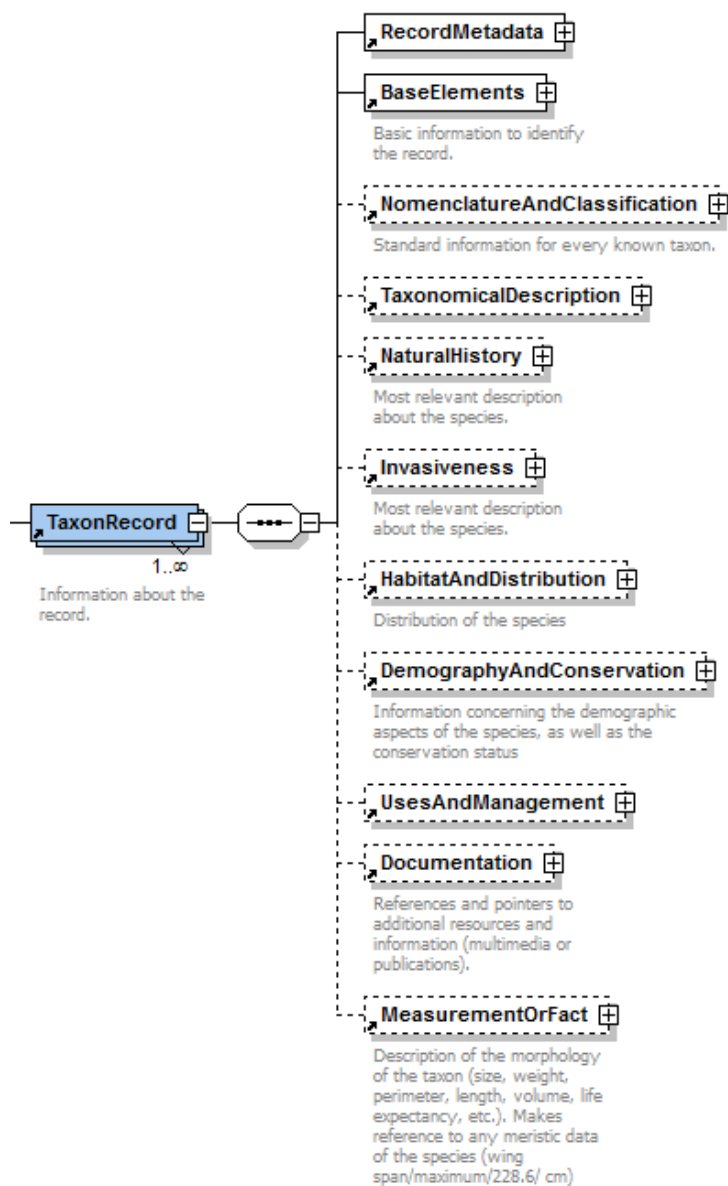 RecordMetadata
BaseElements
Basic information to identify
the record.
NomenclatureAndClassification
Standard information for every known taxon.
TaxonomicalDescription
NaturalHistory
Most relevant description
about the species.
Invasiveness
Most relevant description
about the species.
TaxonRecord
1..∞
Information about the
record.
HabitatAndDistribution
Distribution of the species
DemographyAndConservation
Information concerning the demographic
aspects of the species, as well as the
conservation status
UsesAndManagement
Documentation
References and pointers to
additional resources and
information (multimedia or
publications).
MeasurementOrFact
Description of the morphology
of the taxon (size, weight,
perimeter, length, volume, life
expectancy, etc.). Makes
reference to any meristic data
of the species (wing
span/maximum/228.6/ cm)